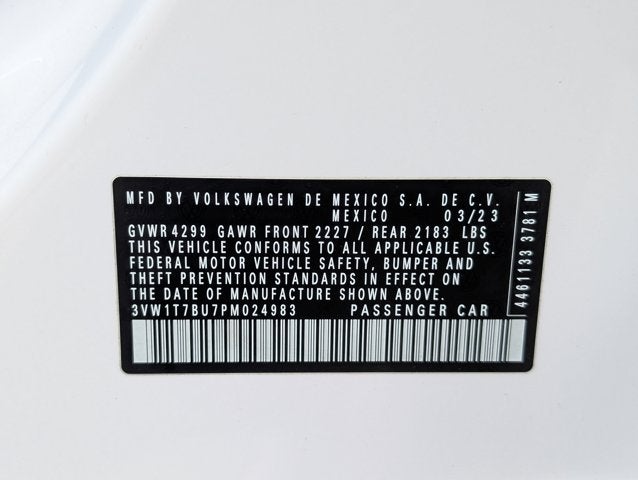 MFD BY VOLKSWAGEN DE MEXICO S.A. DE C.V.
MEXICO 03/23
GVWR 4299 GAWR FRONT 2227 / REAR 2183 LBS
THIS VEHICLE CONFORMS TO ALL APPLICABLE U.S.
FEDERAL MOTOR VEHICLE SAFETY, BUMPER AND
THEFT PREVENTION STANDARDS IN EFFECT ON
THE DATE OF MANUFACTURE SHOWN ABOVE.
3VW1T7BU7PM024983 PASSENGER CAR
4461133 3781 M